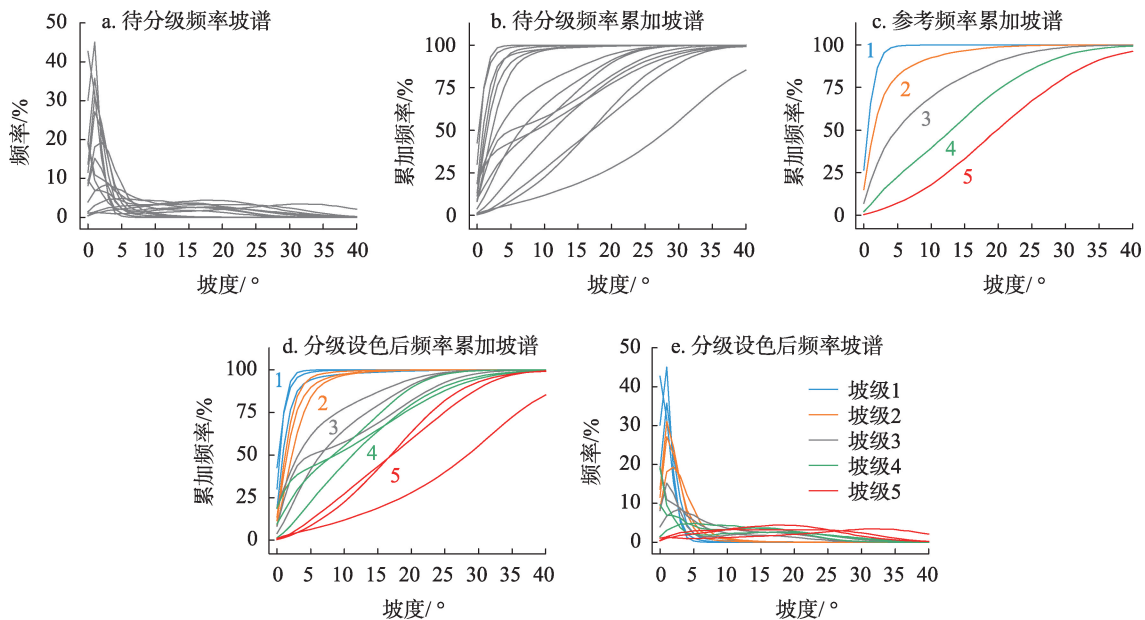 a. 待分级频率坡谱
50
40
30
20
10
0
频率/%
0 5 10 15 20 25 30 35 40
坡度/ °
b. 待分级频率累加坡谱
100
75
50
25
0
累加频率/%
0 5 10 15 20 25 30 35 40
坡度/ °
c. 参考频率累加坡谱
100
75
50
25
0
累加频率/%
1
2
3
4
5
0 5 10 15 20 25 30 35 40
坡度/ °
d. 分级设色后频率累加坡谱
100
75
50
25
0
累加频率/%
1
2
3
4
5
0 5 10 15 20 25 30 35 40
坡度/ °
e. 分级设色后频率坡谱
50
40
30
20
10
0
频率/%
坡级1
坡级2
坡级3
坡级4
坡级5
0 5 10 15 20 25 30 35 40
坡度/ °